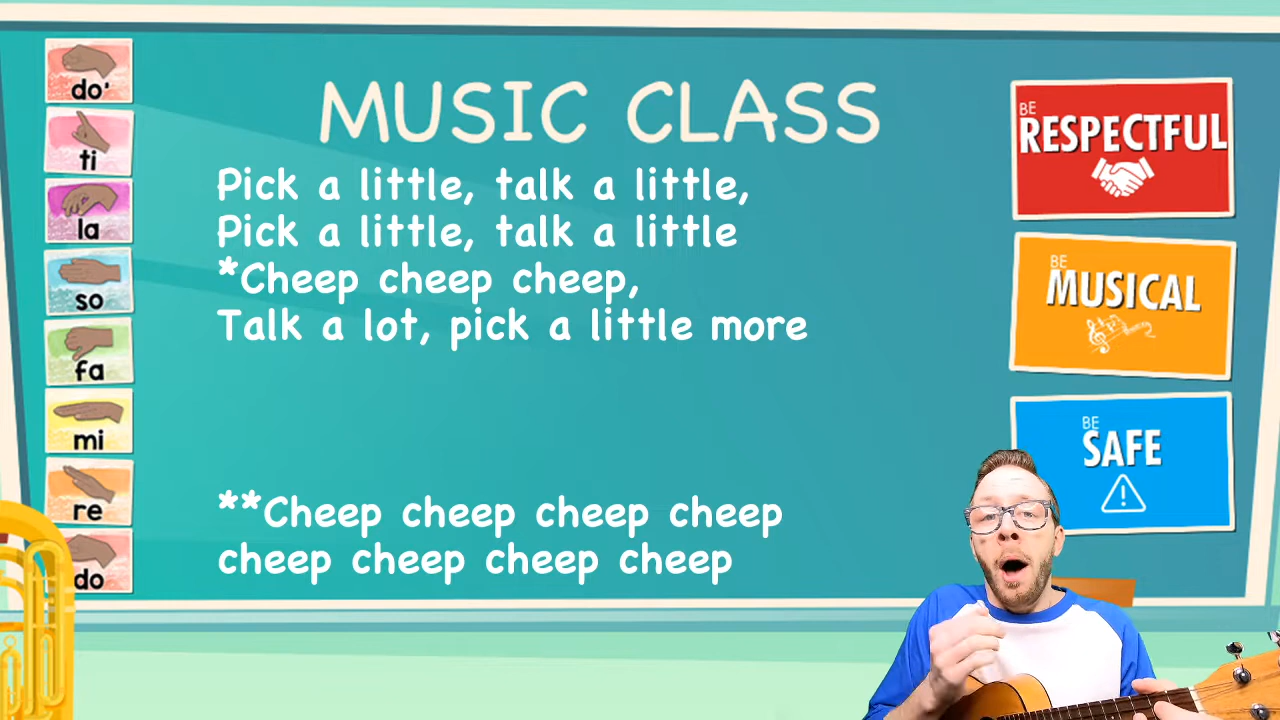 MUSIC CLASS
do'
ti
la
so
fa
mi
re
do
Pick a little, talk a little,
Pick a little, talk a little
*Cheep cheep cheep,
Talk a lot, pick a little more
**Cheep cheep cheep cheep
cheep cheep cheep cheep
BE
RESPECTFUL
BE
MUSICAL
BE
SAFE